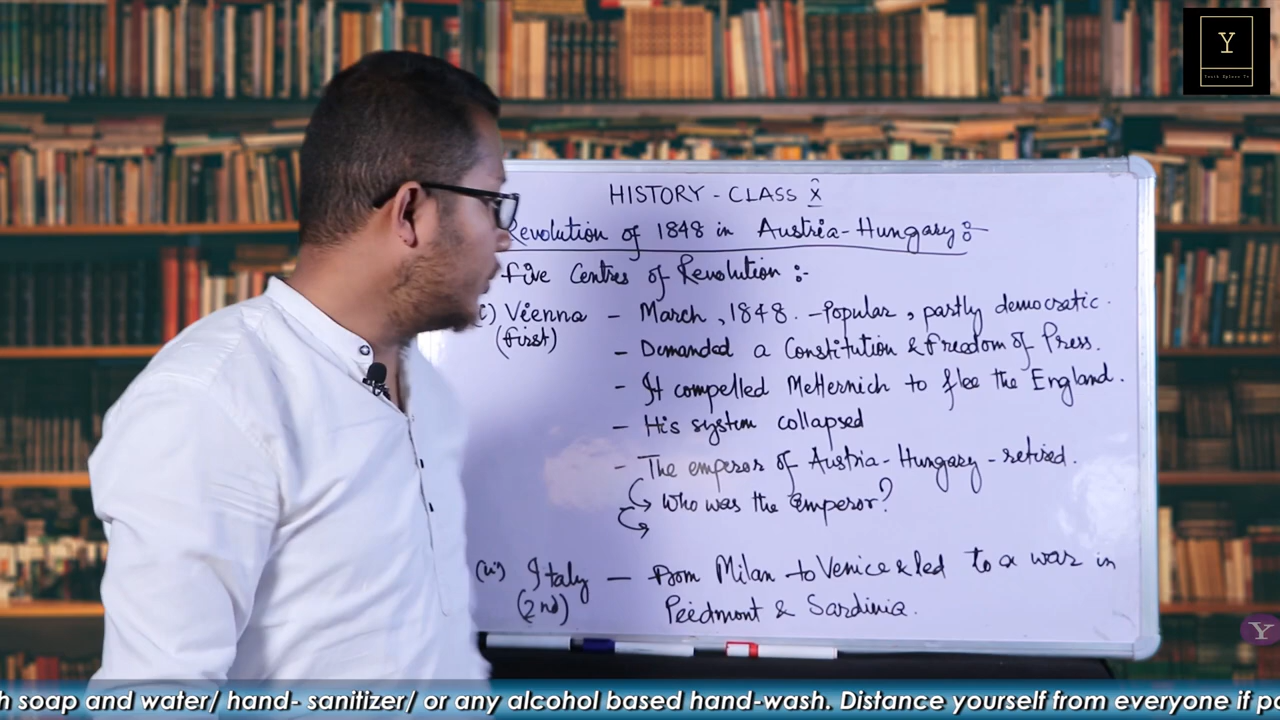 Y
HISTORY - CLASS X
Revolution of 1848 in Austria-Hungary :-
Five Centres of Revolution :-
(i) Vienna - March, 1848. - Popular, partly democratic.
(first)
- Demanded a Constitution & Freedom of Press.
- It compelled Metternich to flee the England.
- His system collapsed
- The emperor of Austria-Hungary - retired.
Who was the Emperor?
(ii) Italy - From Milan to Venice & led to a war in
(2nd) Piedmont & Sardinia.
Y
h soap and water/ hand- sanitizer/ or any alcohol based hand-wash. Distance yourself from everyone if pe